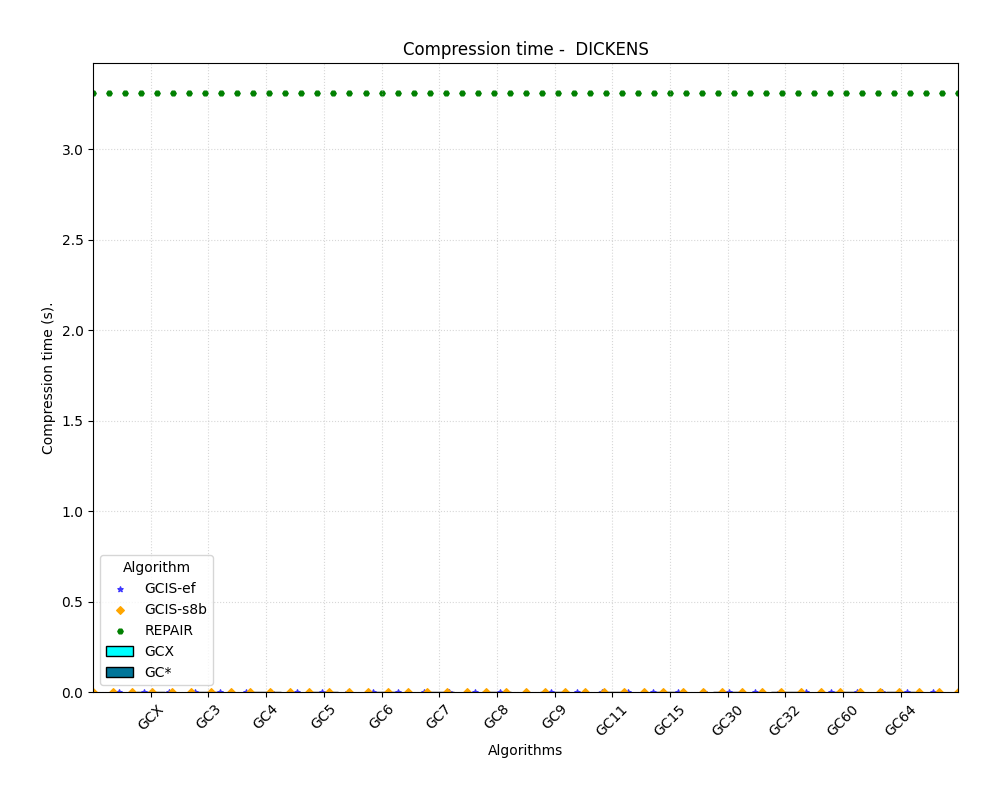 Compression time -  DICKENS
Compression time (s).
3.0
2.5
2.0
1.5
1.0
0.5
0.0
Algorithm
GCIS-ef
GCIS-s8b
REPAIR
GCX
GC*
GCX
GC3
GC4
GC5
GC6
GC7
GC8
GC9
GC11
GC15
GC30
GC32
GC60
GC64
Algorithms